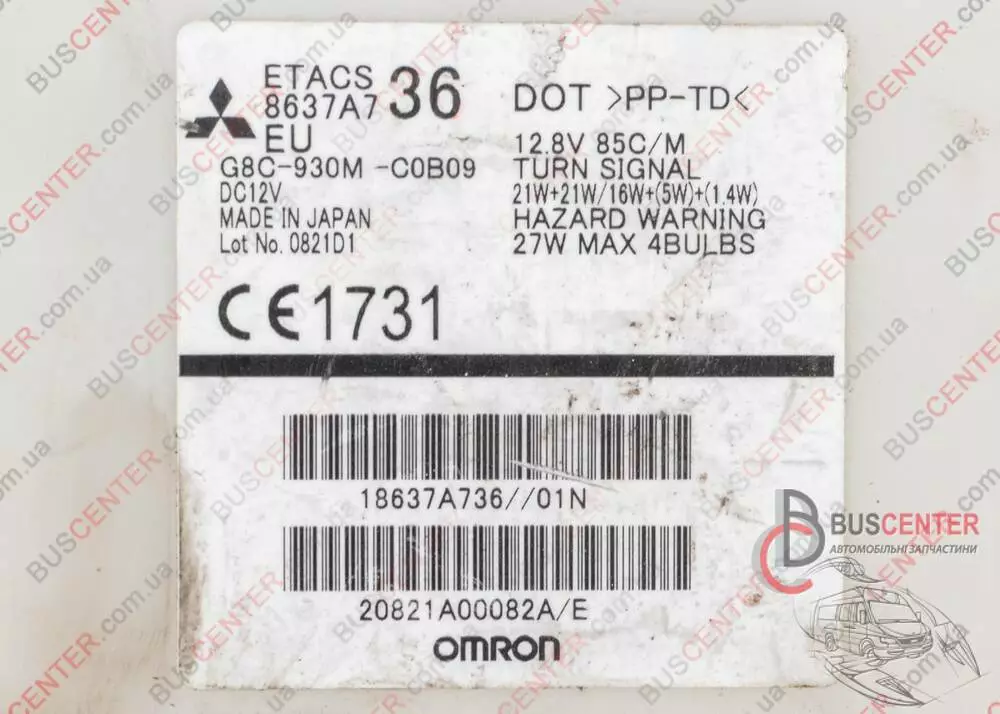 ETACS
8637A7 36
EU
G8C-930M -C0B09
DC12V
MADE IN JAPAN
Lot No. 0821D1
DOT >PP-TD<
12.8V 85C/M
TURN SIGNAL
21W+21W/16W+(5W)+(1.4W)
HAZARD WARNING
27W MAX 4BULBS
CE1731
18637A736//01N
20821A00082A/E
OMRON
BUSCENTER
АВТОМОБІЛЬНІ ЗАПЧАСТИНИ
BUSCENTER.com.ua